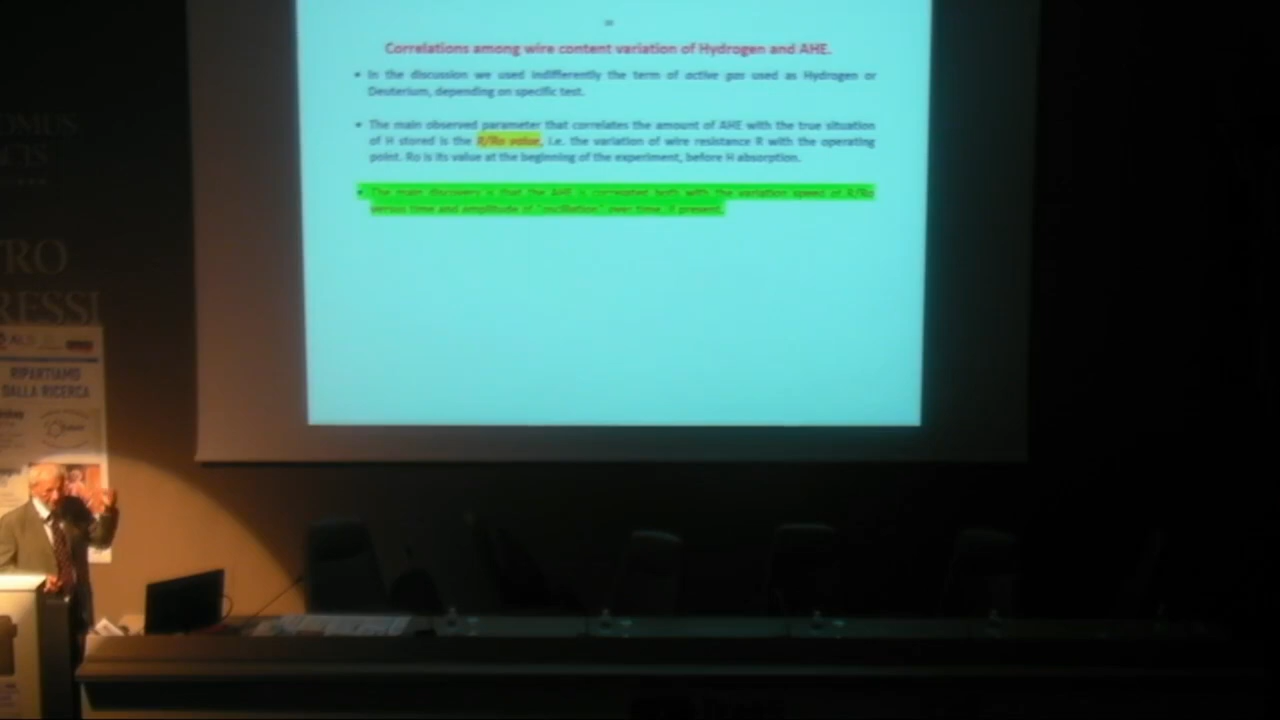 Correlations among wire content variation of Hydrogen and AHE.
• In the discussion we used indifferently the term of active gas used as Hydrogen or
Deuterium, depending on specific test.
• The main observed parameter that correlates the amount of AHE with the true situation
of H stored is the R/Ro value, i.e. the variation of wire resistance R with the operating
point. Ro is its value at the beginning of the experiment, before H absorption.
• The main discovery is that the AHE is correlated both with the variation speed of R/Ro
versus time and amplitude of "oscillation" over time, if present.
OMUS
TRO
RESSI
RIPARTIAMO
DALLA RICERCA